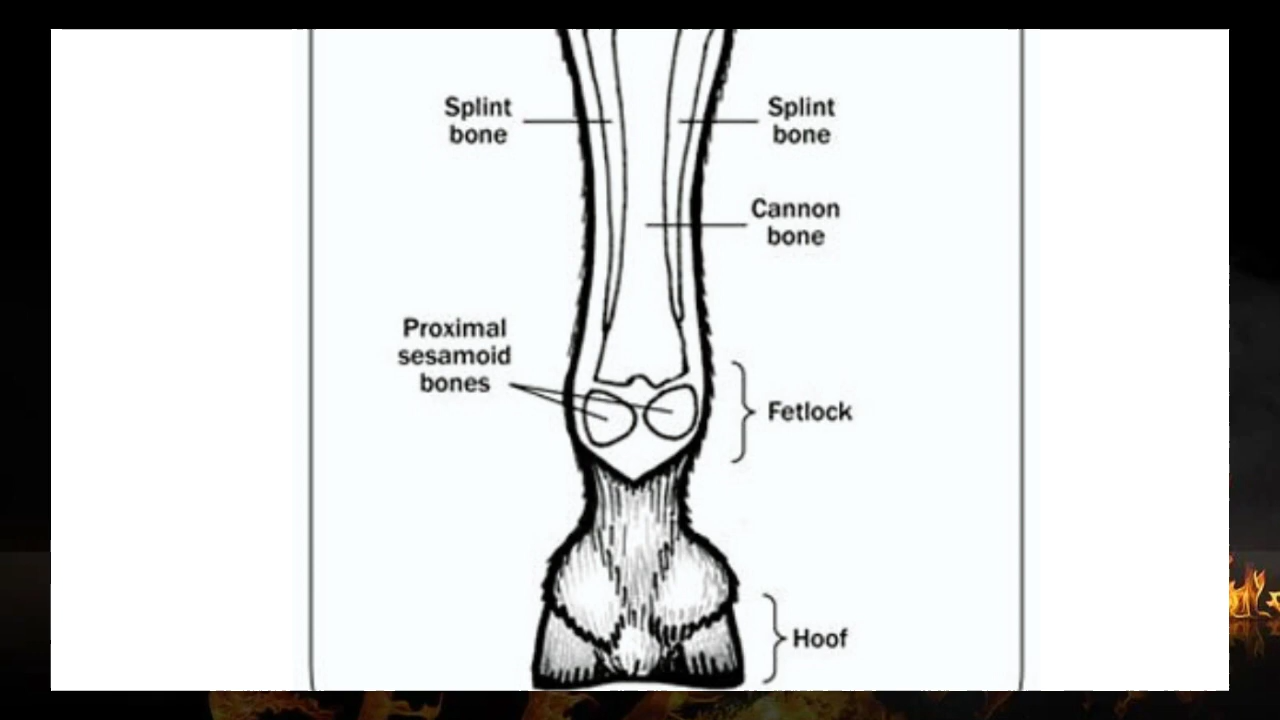 Splint
bone
Splint
bone
Cannon
bone
Proximal
sesamoid
bones
Fetlock
Hoof